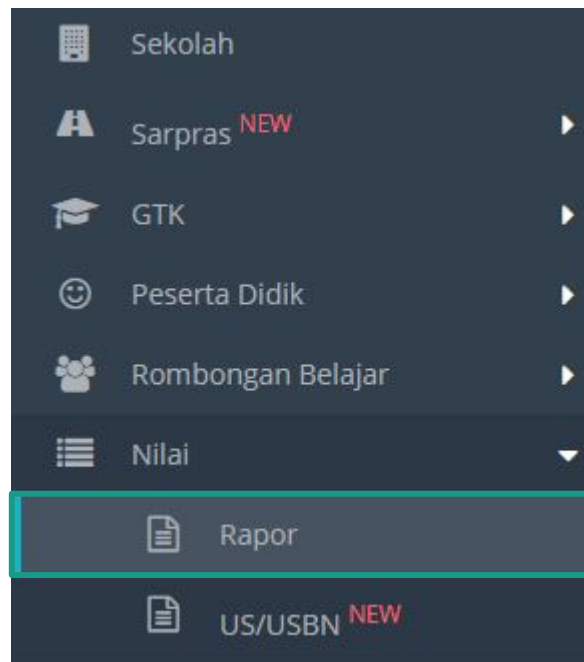 Sekolah
Sarpras NEW
GTK
Peserta Didik
Rombongan Belajar
Nilai
Rapor
US/USBN NEW